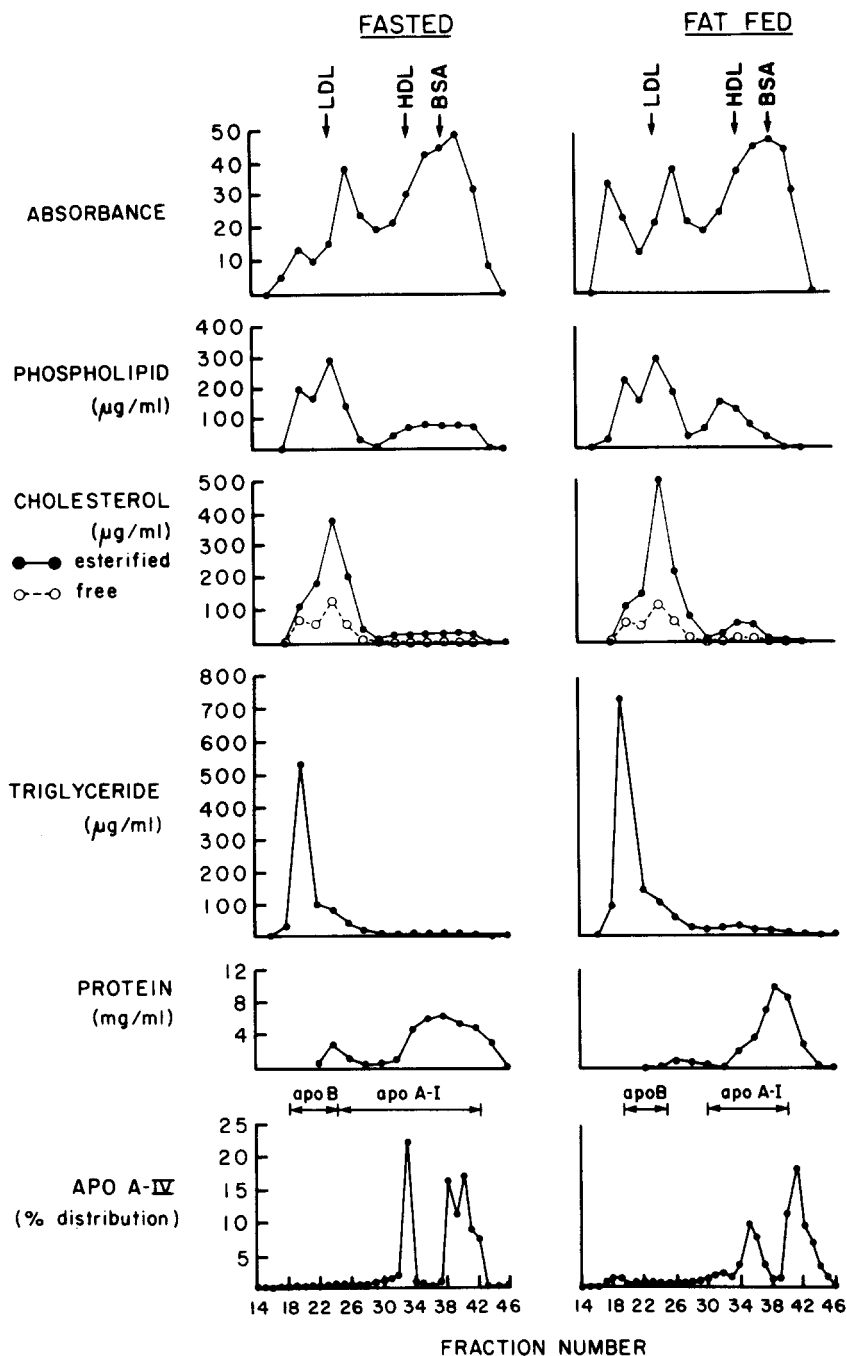 FASTED
FAT FED
LDL
HDL
BSA
LDL
HDL
BSA
ABSORBANCE
50
40
30
20
10
PHOSPHOLIPID
(μg/ml)
400
300
200
100
CHOLESTEROL
(μg/ml)
esterified
free
500
400
300
200
100
TRIGLYCERIDE
(μg/ml)
800
700
600
500
400
300
200
100
PROTEIN
(mg/ml)
12
8
4
apo B
apo A-I
apoB
apo A-I
APO A-IV
(% distribution)
25
20
15
10
5
14 18 22 26 30 34 38 42 46
14 18 22 26 30 34 38 42 46
FRACTION NUMBER